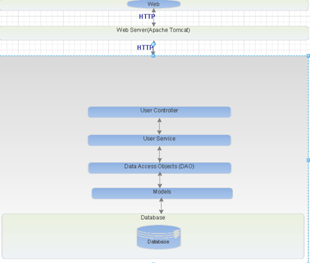 Web
HTTP
Web Server(Apache Tomcat)
HTTP
User Controller
User Service
Data Access Objects (DAO)
Models
Database
Database